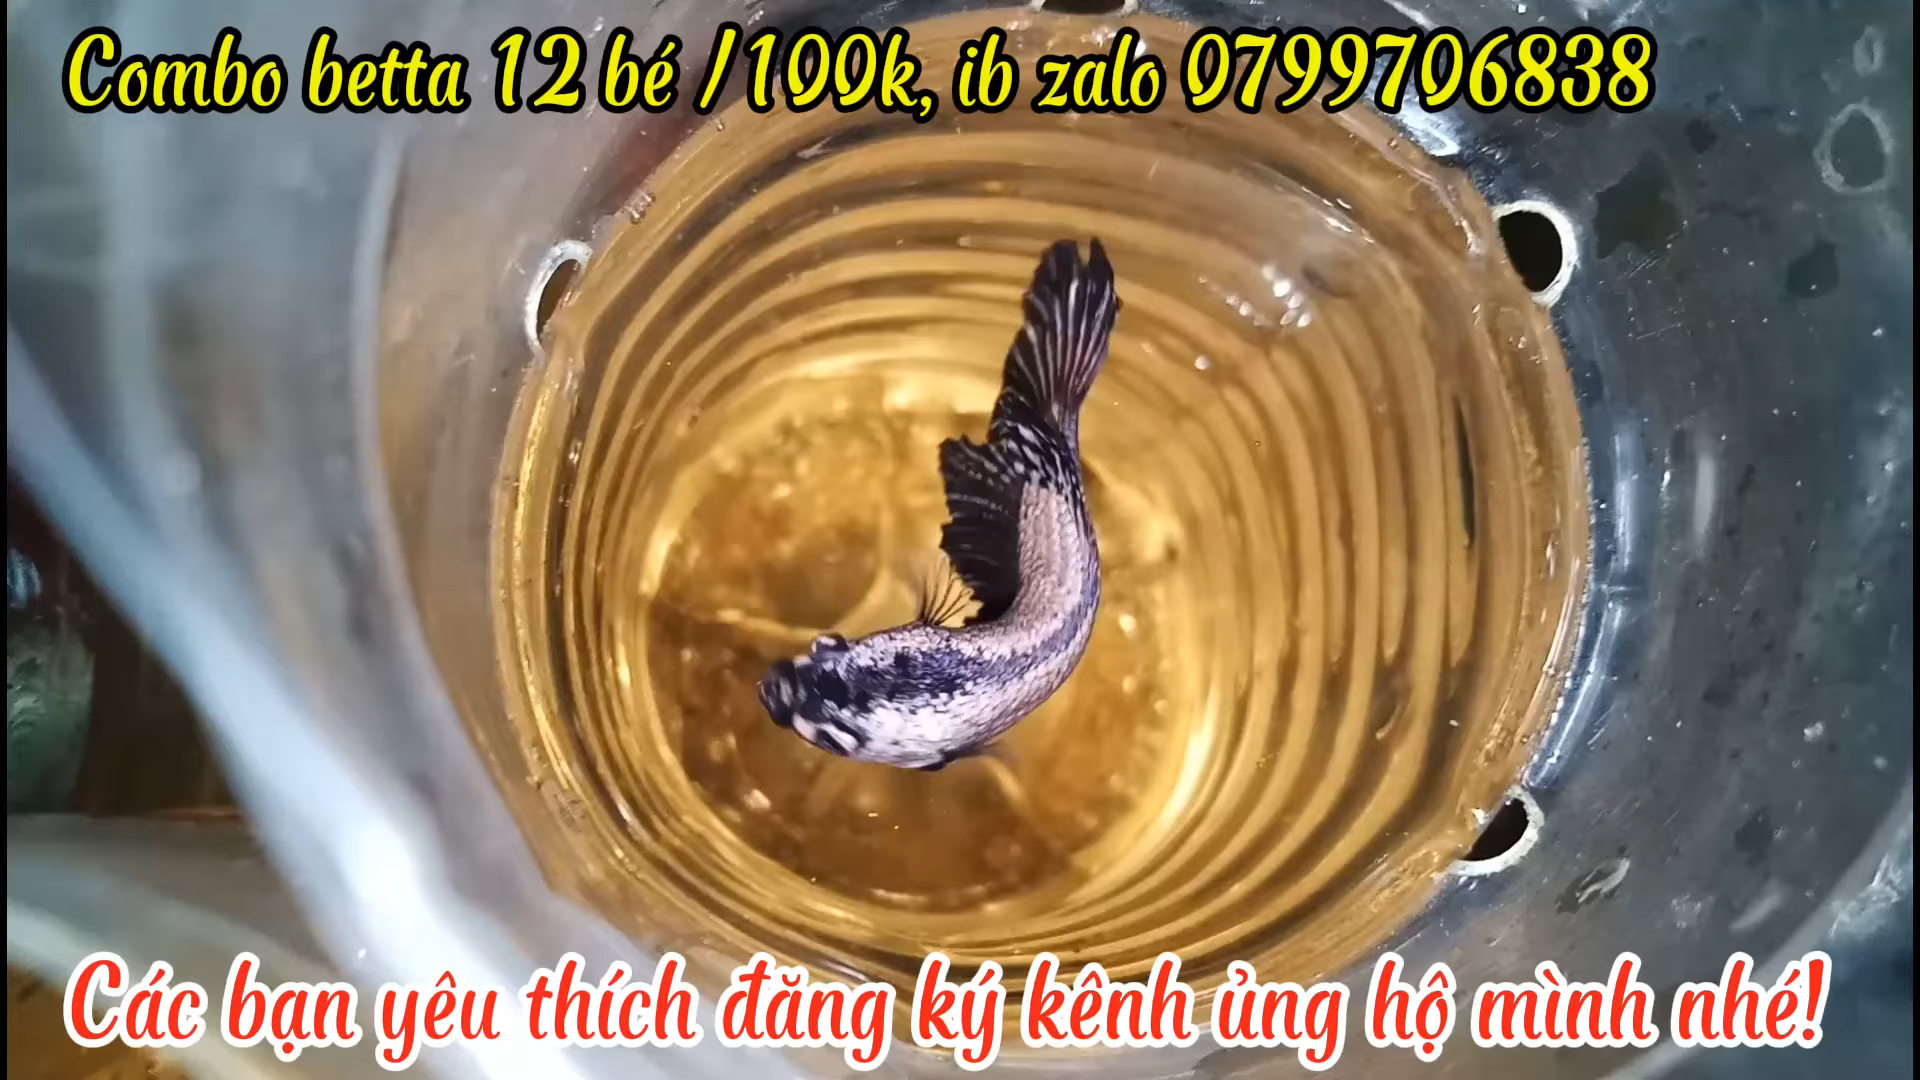 Combo betta 12 bé /100k, ib zalo 0799706838
Các bạn yêu thích đăng ký kênh ủng hộ mình nhé!